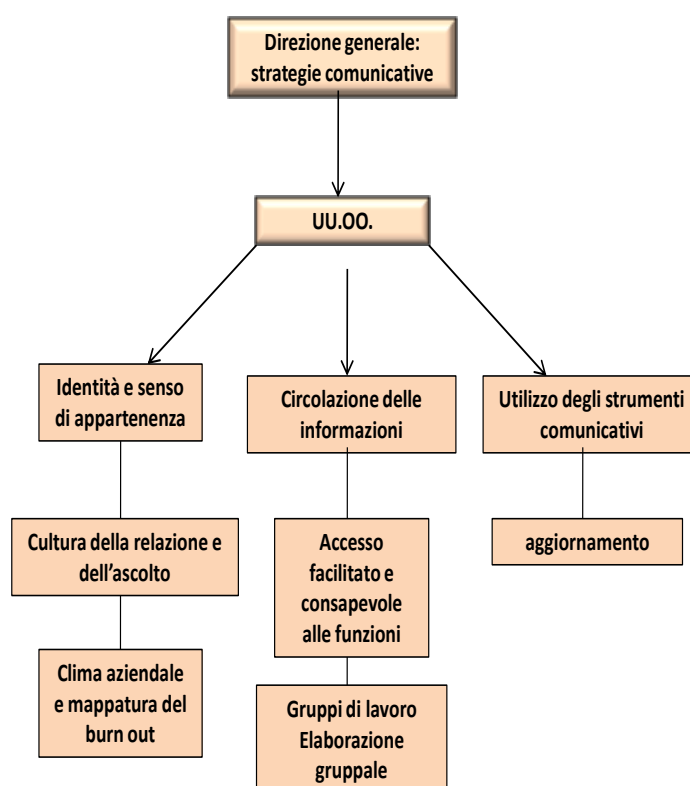 Direzione generale:
strategie comunicative
UU.OO.
Identità e senso
di appartenenza
Circolazione delle
informazioni
Utilizzo degli strumenti
comunicativi
Cultura della relazione e
dell'ascolto
Accesso
facilitato e
consapevole
alle funzioni
aggiornamento
Clima aziendale
e mappatura del
burn out
Gruppi di lavoro
Elaborazione
gruppale